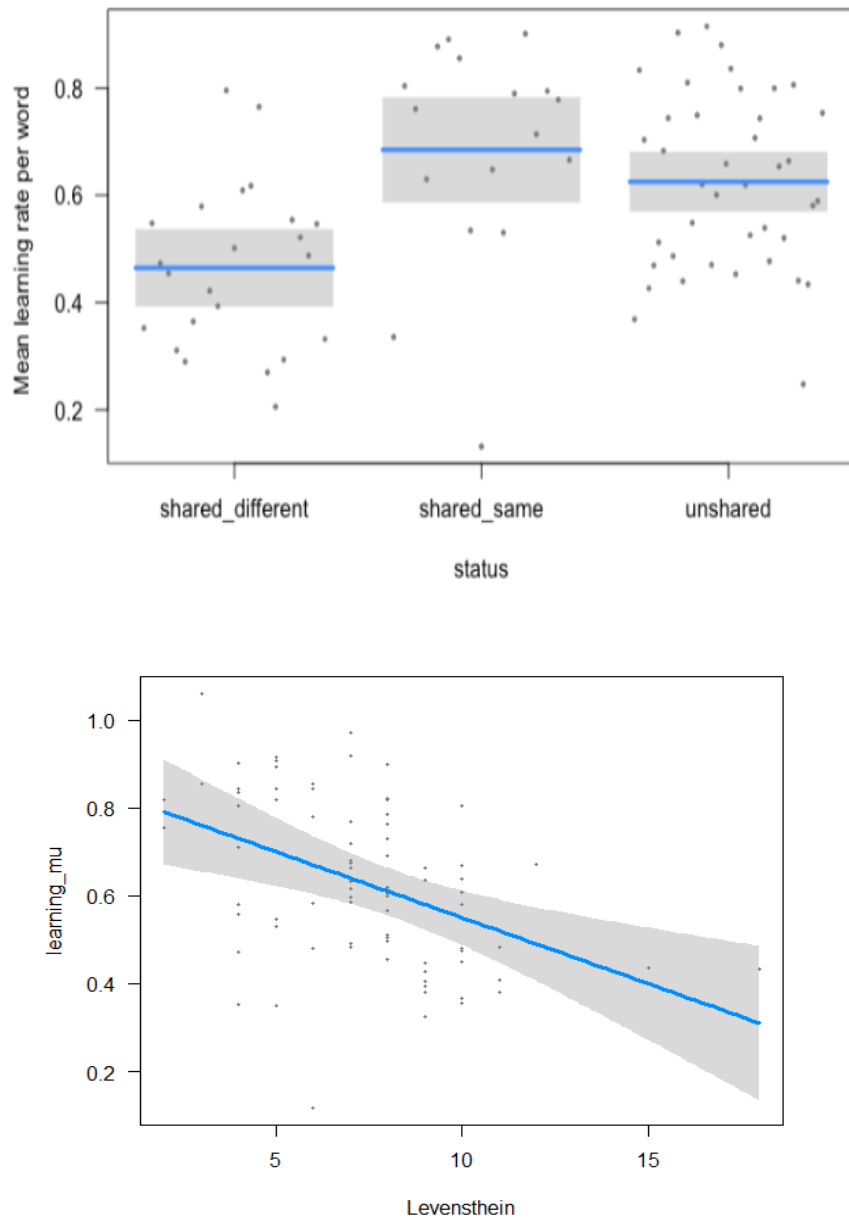 Mean learning rate per word
0.8
0.6
0.4
0.2
shared_different shared_same unshared
status
learning_mu
1.0
0.8
0.6
0.4
0.2
5 10 15
Levensthein